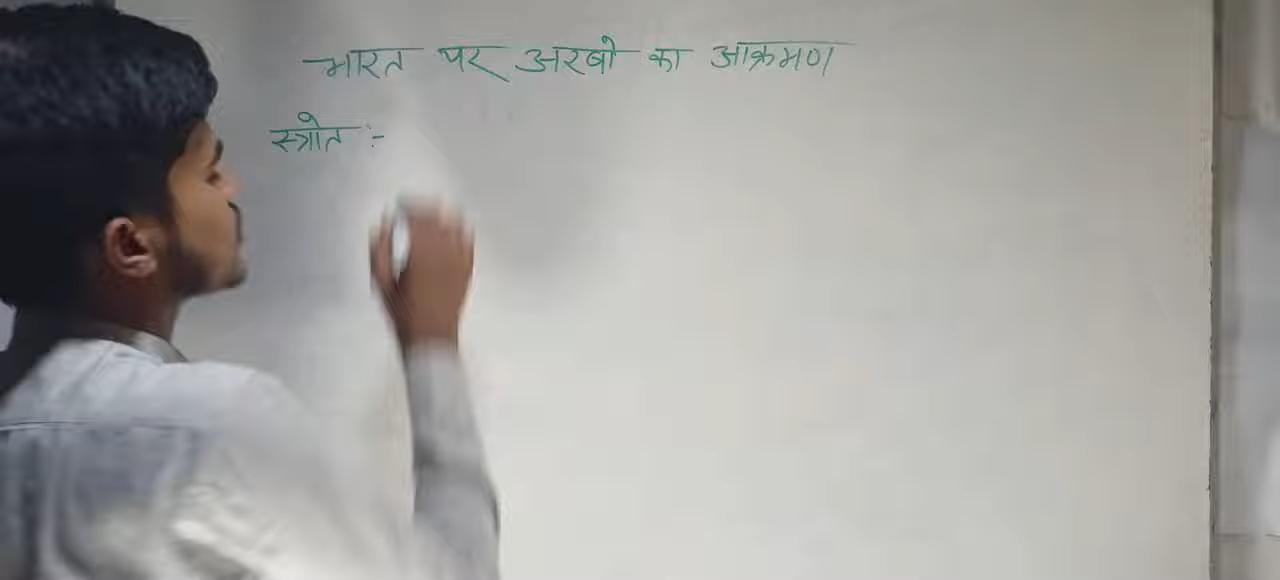 भारत पर अरबो का आक्रमण
स्त्रोत :-